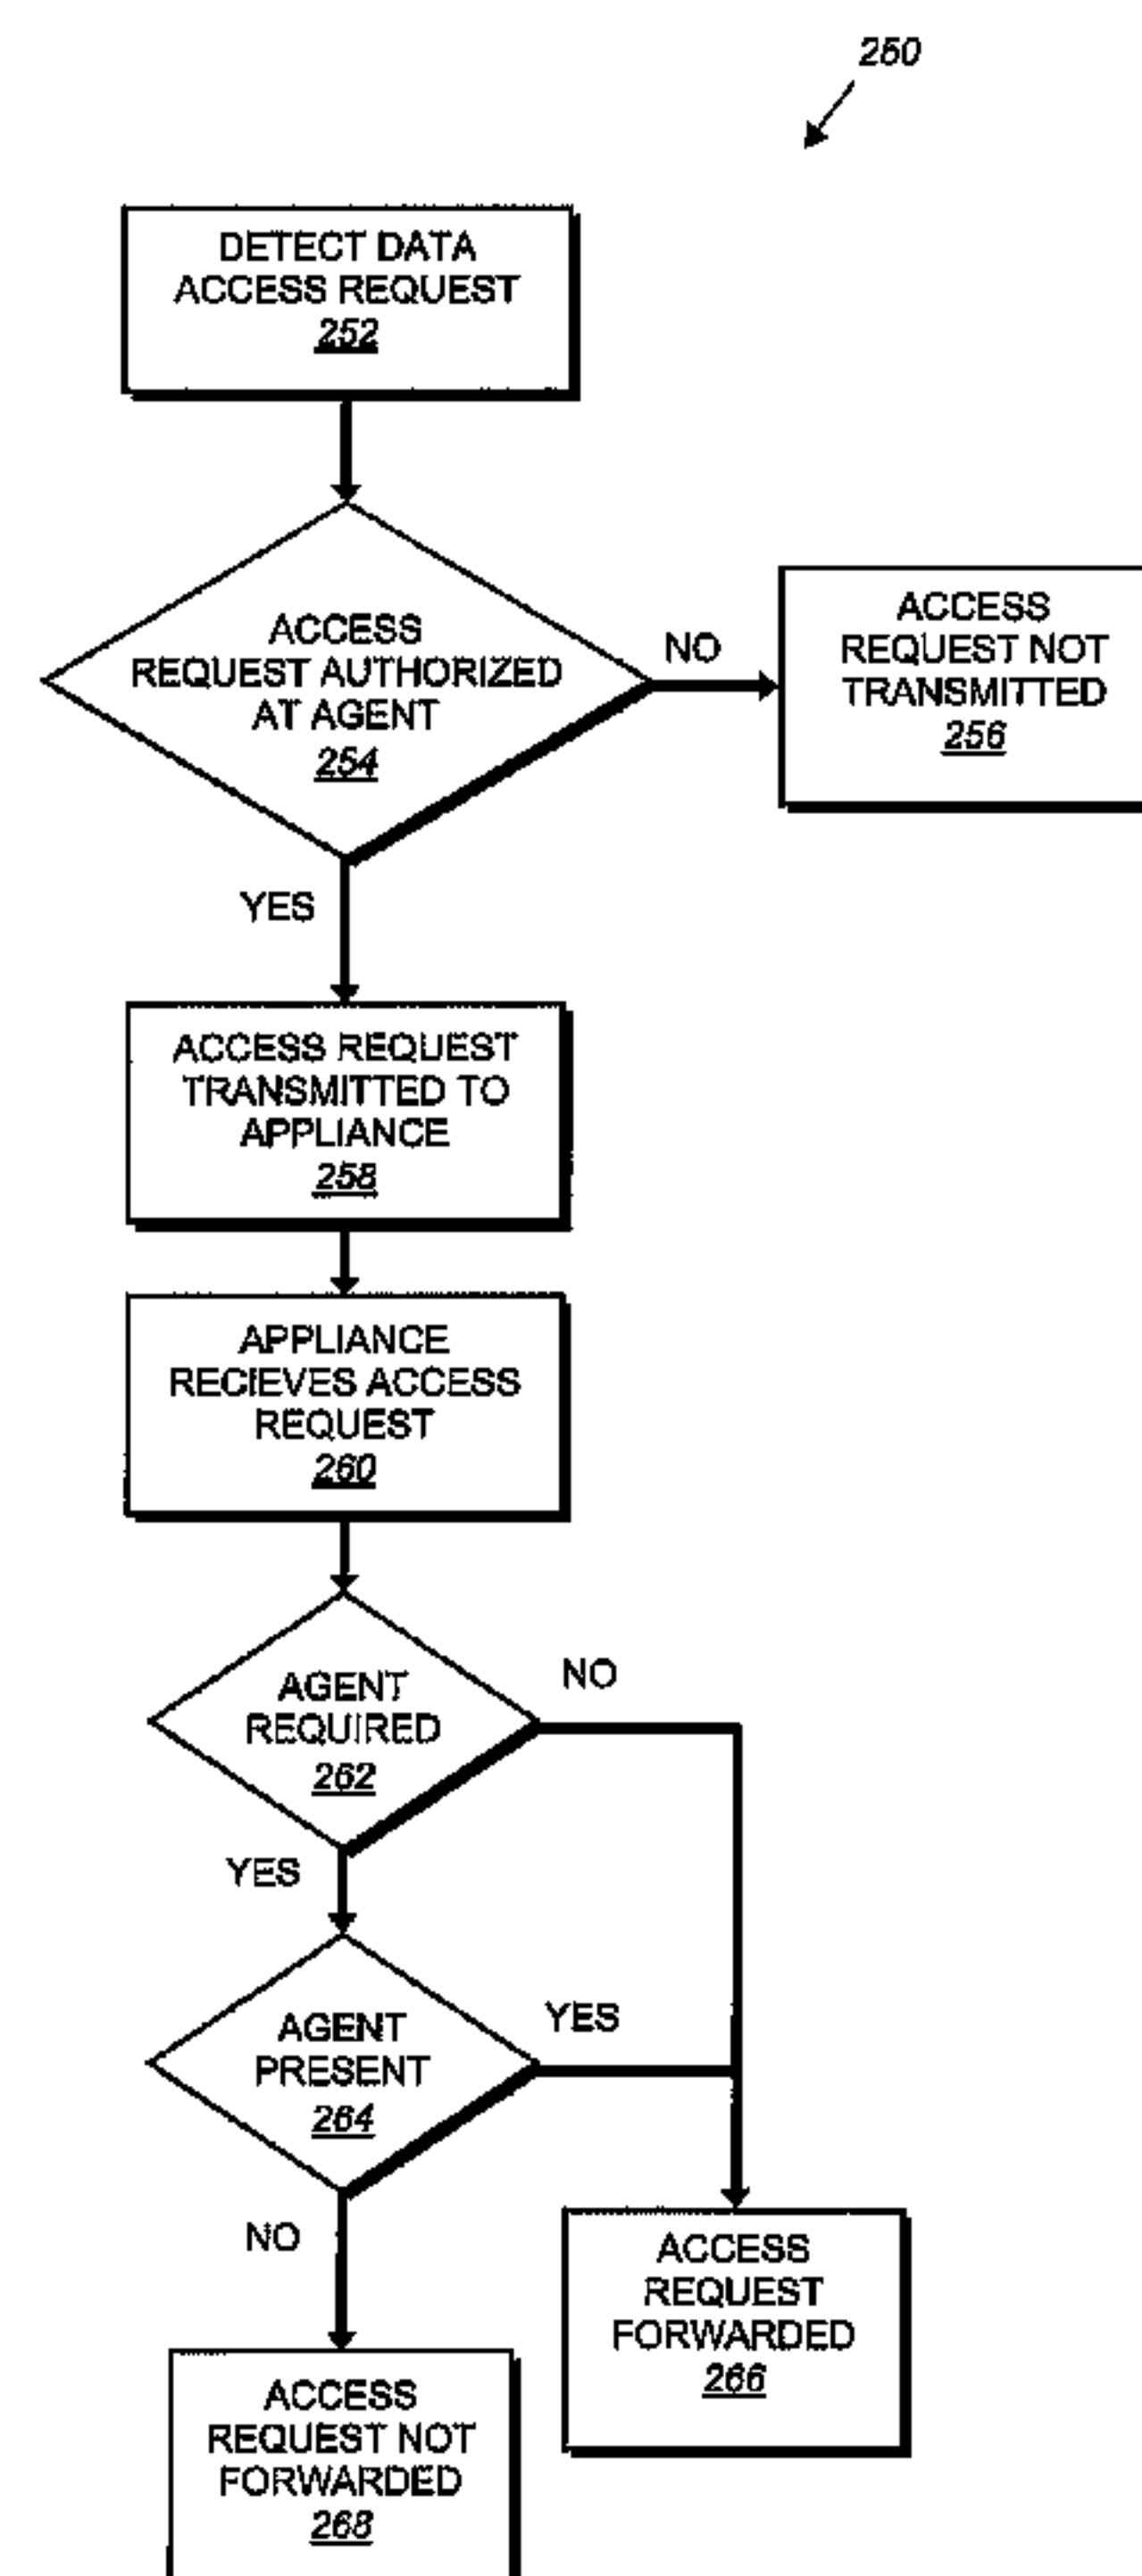 250
DETECT DATA
ACCESS REQUEST
252
ACCESS
REQUEST AUTHORIZED
AT AGENT
254
NO
ACCESS
REQUEST NOT
TRANSMITTED
256
YES
ACCESS REQUEST
TRANSMITTED TO
APPLIANCE
258
APPLIANCE
RECIEVES ACCESS
REQUEST
260
AGENT
REQUIRED
262
NO
YES
AGENT
PRESENT
264
YES
NO
ACCESS
REQUEST
FORWARDED
266
ACCESS
REQUEST NOT
FORWARDED
268